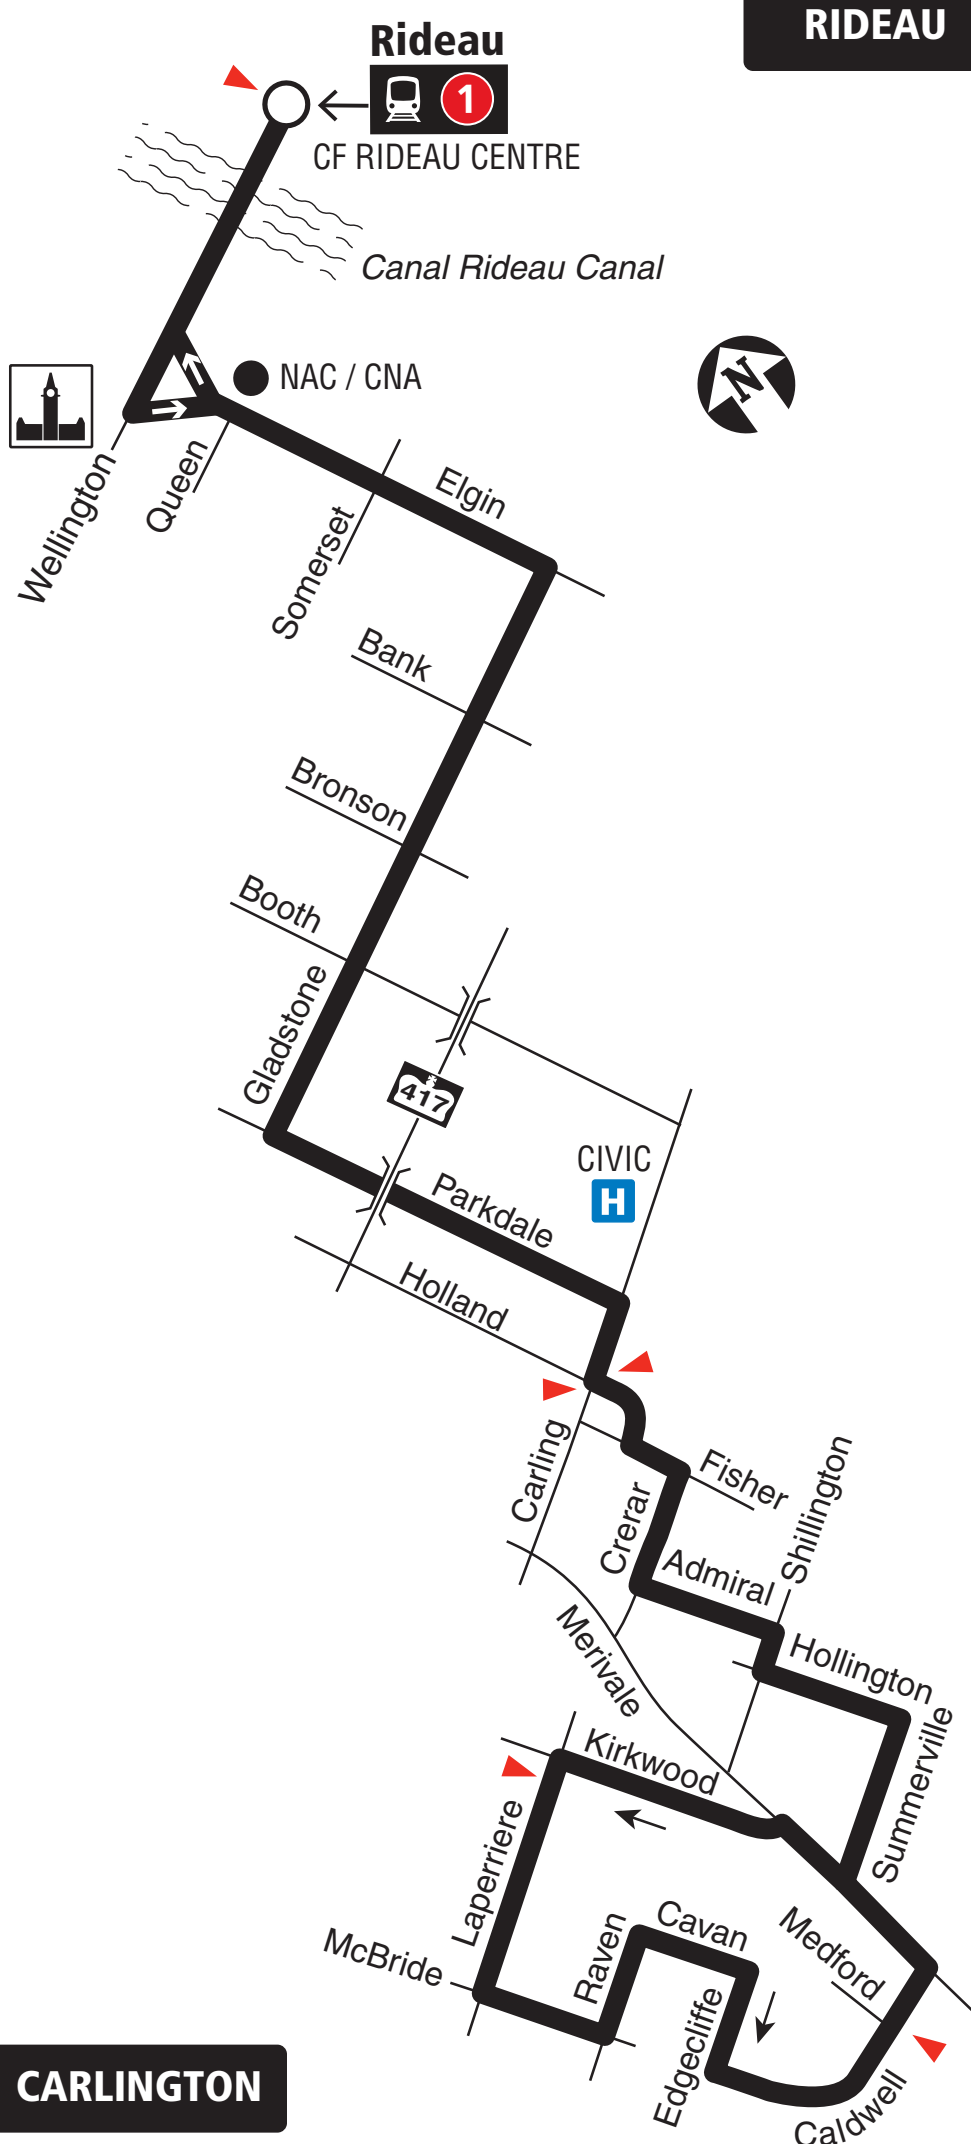 RIDEAU
Rideau
1
CF RIDEAU CENTRE
Canal Rideau Canal
NAC / CNA
N
Wellington
Queen
Somerset
Elgin
Bank
Bronson
Booth
Gladstone
417
CIVIC
H
Parkdale
Holland
Carling
Fisher
Shillington
Crerar
Admiral
Merivale
Hollington
Summerville
Kirkwood
Laperriere
McBride
Raven
Cavan
Medford
Edgecliffe
Caldwell
CARLINGTON